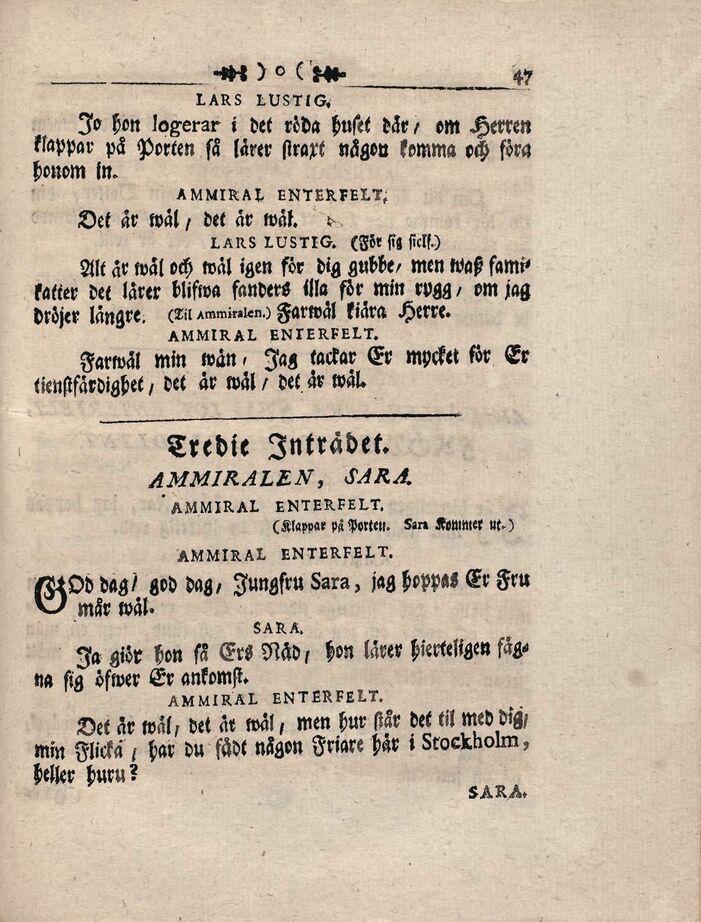 ) o ( 47
LARS LUSTIG.
Jo hon logerar i det röda huset där, om Herren
klappar på Porten så lärer straxt någon komma och föra
honom in.
AMMIRAL ENTERFELT.
Det är wäl, det är wäl.
LARS LUSTIG. (För sig sielf.)
Alt är wäl och wäl igen för dig gubbe, men waß fami-
katter det lärer blifwa fanders illa för min rygg, om jag
dröjer längre. (Til Ammiralen.) Farwäl kiära Herre.
AMMIRAL ENTERFELT.
Farwäl min wän, Jag tackar Er mycket för Er
tienstfärdighet, det är wäl, det är wäl.
Tredie Inträdet.
AMMIRALEN, SARA.
AMMIRAL ENTERFELT.
(Klappar på Porten. Sara Kommer ut.)
AMMIRAL ENTERFELT.
GOd dag, god dag, Jungfru Sara, jag hoppas Er Fru
mår wäl.
SARA.
Ja giör hon så Ers Nåd, hon lärer hierteligen fäg-
na sig öfwer Er ankomst.
AMMIRAL ENTERFELT.
Det är wäl, det är wäl, men hur står det til med dig,
min Flicka, har du fådt någon Friare här i Stockholm,
heller huru?
SARA.